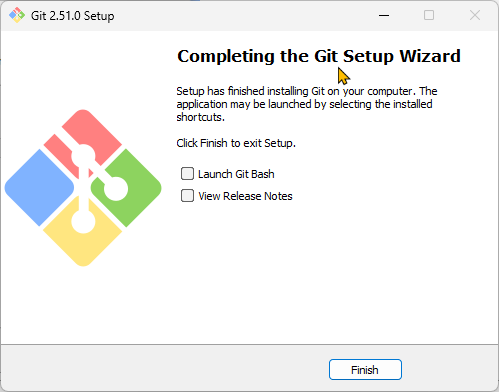 Git 2.51.0 Setup
Completing the Git Setup Wizard
Setup has finished installing Git on your computer. The
application may be launched by selecting the installed
shortcuts.
Click Finish to exit Setup.
Launch Git Bash
View Release Notes
Finish